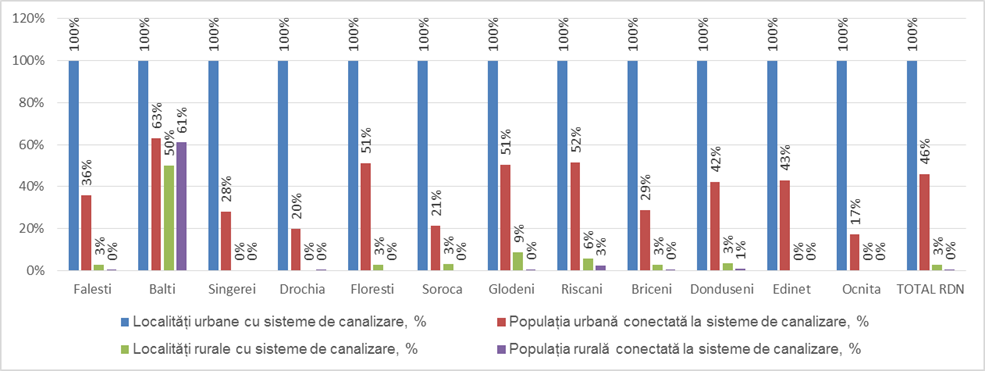 120%
100%
80%
60%
40%
20%
0%
100% 36% 3% 0%
100% 63% 50% 61%
100% 28% 0% 0%
100% 20% 0% 0%
100% 51% 3% 0%
100% 21% 3% 0%
100% 51% 9% 0%
100% 52% 6% 3%
100% 29% 3% 0%
100% 42% 3% 1%
100% 43% 0% 0%
100% 17% 0% 0%
100% 46% 3% 0%
Falesti Balti Singerei Drochia Floresti Soroca Glodeni Riscani Briceni Donduseni Edinet Ocnita TOTAL RDN
Localități urbane cu sisteme de canalizare, % Populația urbană conectată la sisteme de canalizare, %
Localități rurale cu sisteme de canalizare, % Populația rurală conectată la sisteme de canalizare, %